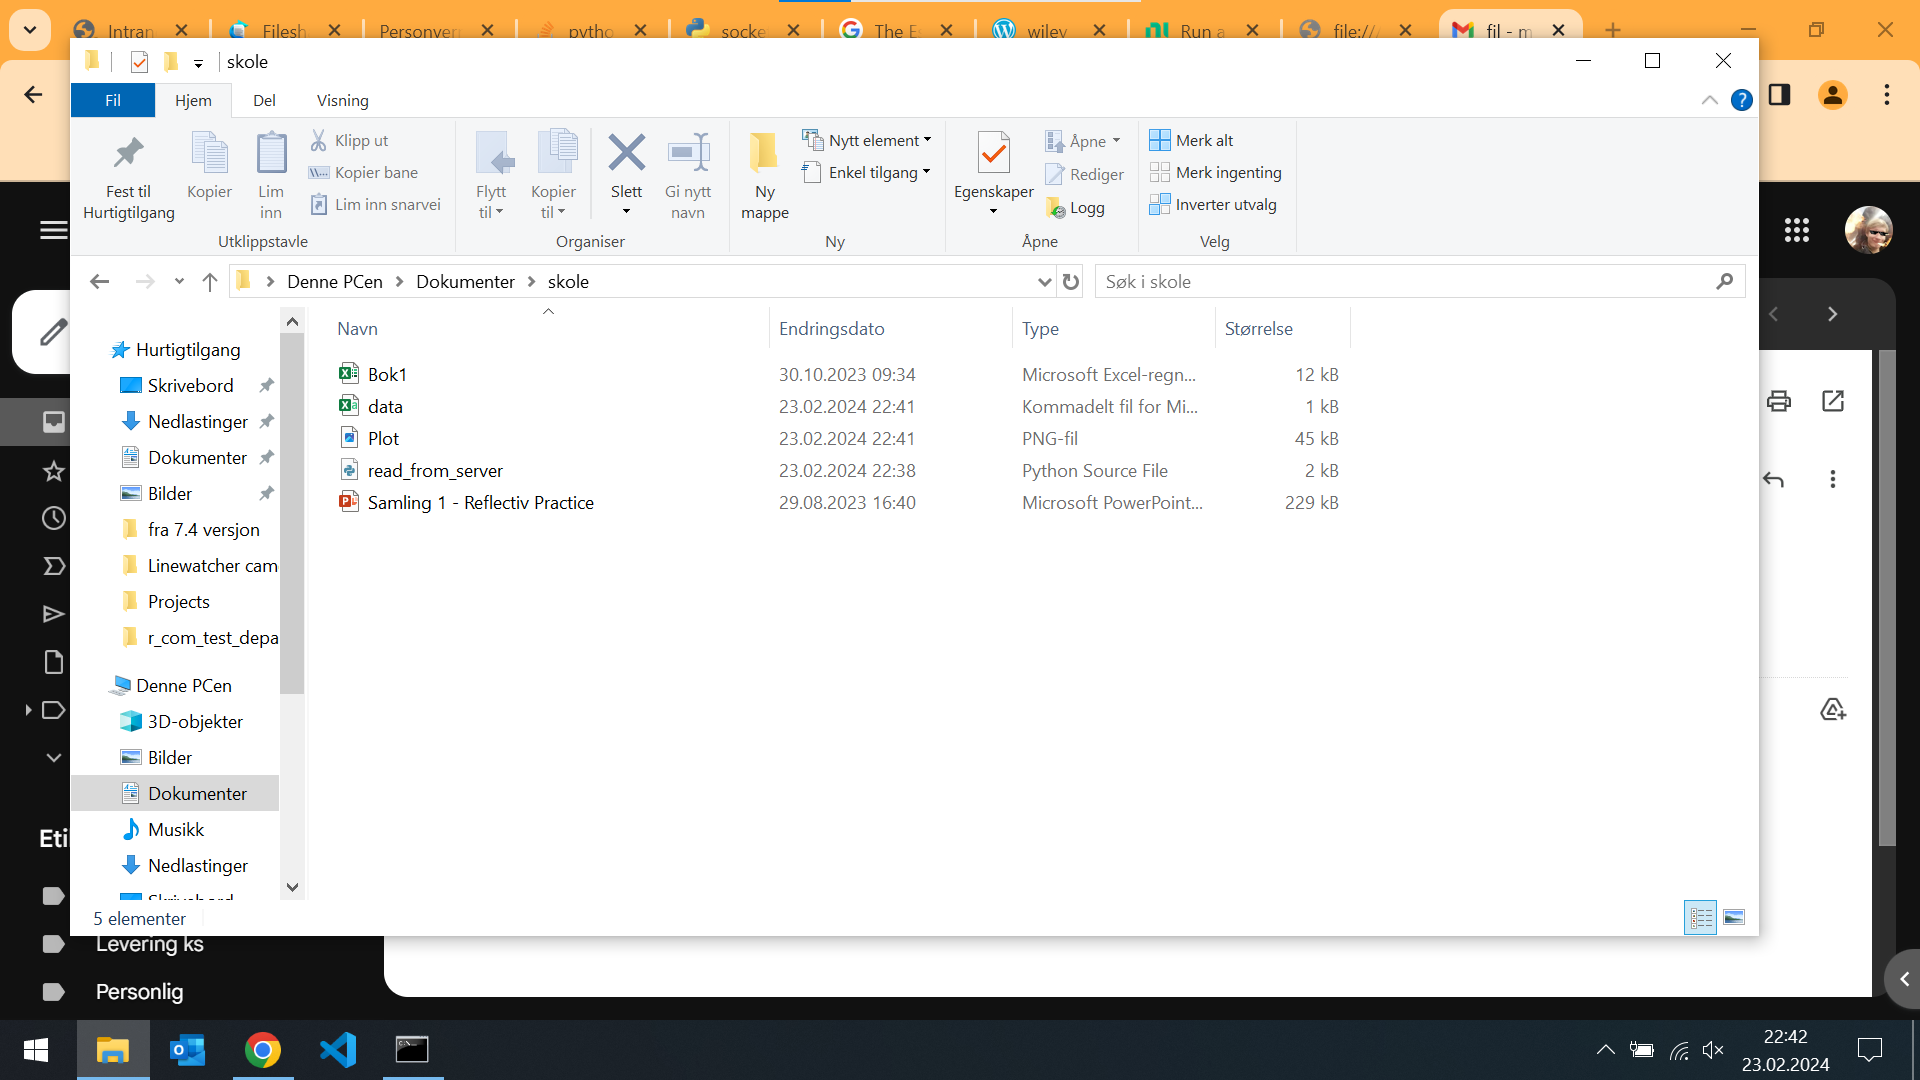 Intran
Filesh
Personver
pytho
socke
The Es
wiley
Run a
file:///
fil - m
skole
Fil
Hjem
Del
Visning
Fest til
Hurtigtilgang
Kopier
Lim
inn
Klipp ut
Kopier bane
Lim inn snarvei
Utklippstavle
Flytt
til
Kopier
til
Slett
Gi nytt
navn
Organiser
Ny
mappe
Nytt element
Enkel tilgang
Ny
Egenskaper
Åpne
Rediger
Logg
Åpne
Merk alt
Merk ingenting
Inverter utvalg
Velg
Denne PCen
Dokumenter
skole
Søk i skole
Navn
Endringsdato
Type
Størrelse
Bok1 30.10.2023 09:34 Microsoft Excel-regn... 12 kB
data 23.02.2024 22:41 Kommadelt fil for Mi... 1 kB
Plot 23.02.2024 22:41 PNG-fil 45 kB
read_from_server 23.02.2024 22:38 Python Source File 2 kB
Samling 1 - Reflectiv Practice 29.08.2023 16:40 Microsoft PowerPoint... 229 kB
Hurtigtilgang
Skrivebord
Nedlastinger
Dokumenter
Bilder
fra 7.4 versjon
Linewatcher cam
Projects
r_com_test_depa
Denne PCen
3D-objekter
Bilder
Dokumenter
Musikk
Nedlastinger
Skrivebord
5 elementer
Eti
Levering ks
Personlig
22:42
23.02.2024